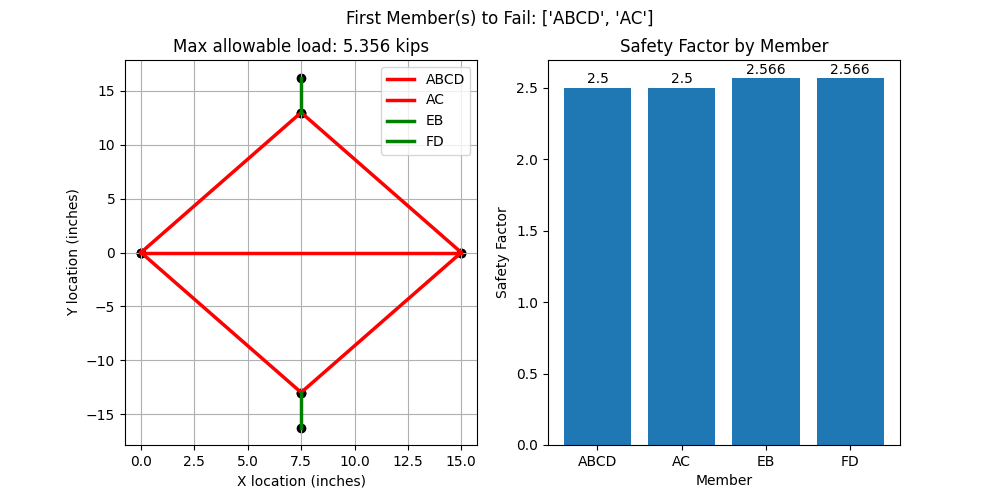 First Member(s) to Fail: ['ABCD', 'AC']
Max allowable load: 5.356 kips
15
10
5
0
−5
−10
−15
Y location (inches)
0.0 2.5 5.0 7.5 10.0 12.5 15.0
X location (inches)
ABCD
AC
EB
FD
Safety Factor by Member
2.5 2.5 2.566 2.566
2.5
2.0
1.5
1.0
0.5
0.0
Safety Factor
ABCD AC EB FD
Member